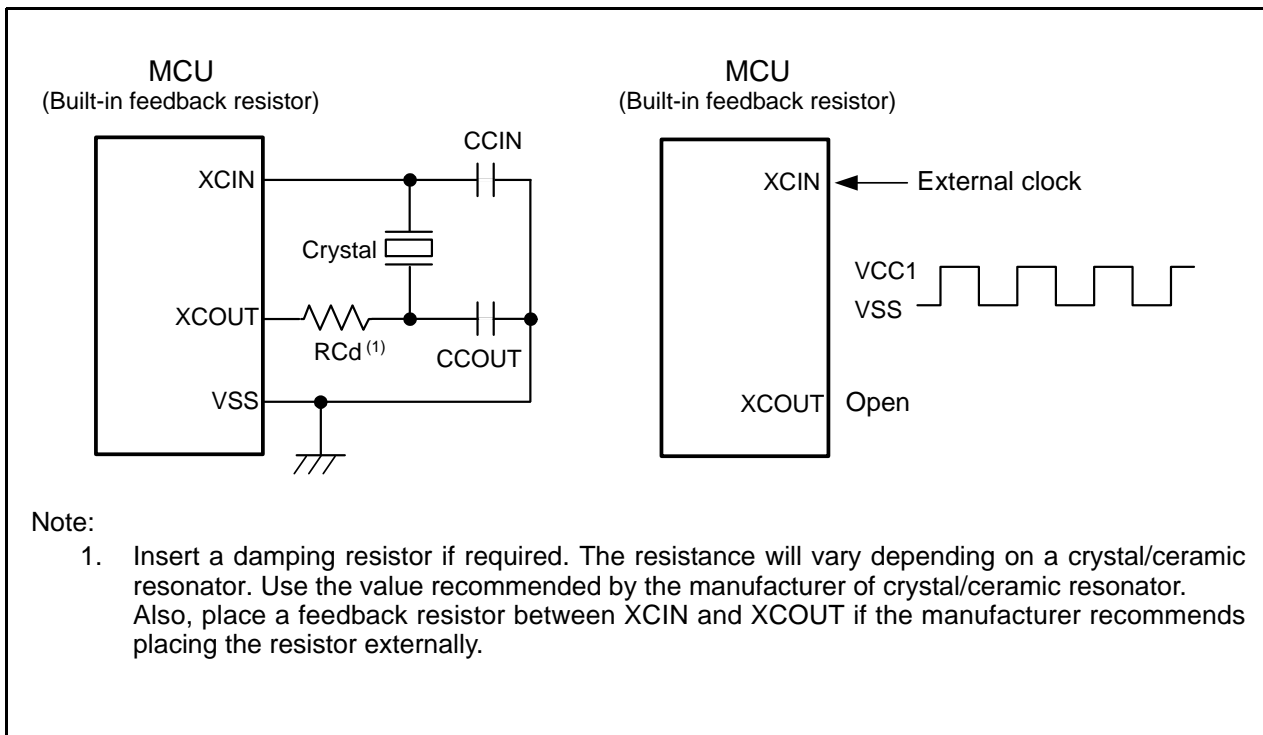 MCU
(Built-in feedback resistor)
CCIN
XCIN
Crystal
XCOUT
RCd (1)
CCOUT
VSS
MCU
(Built-in feedback resistor)
XCIN
External clock
VCC1
VSS
XCOUT
Open
Note:
1. Insert a damping resistor if required. The resistance will vary depending on a crystal/ceramic
resonator. Use the value recommended by the manufacturer of crystal/ceramic resonator.
Also, place a feedback resistor between XCIN and XCOUT if the manufacturer recommends
placing the resistor externally.